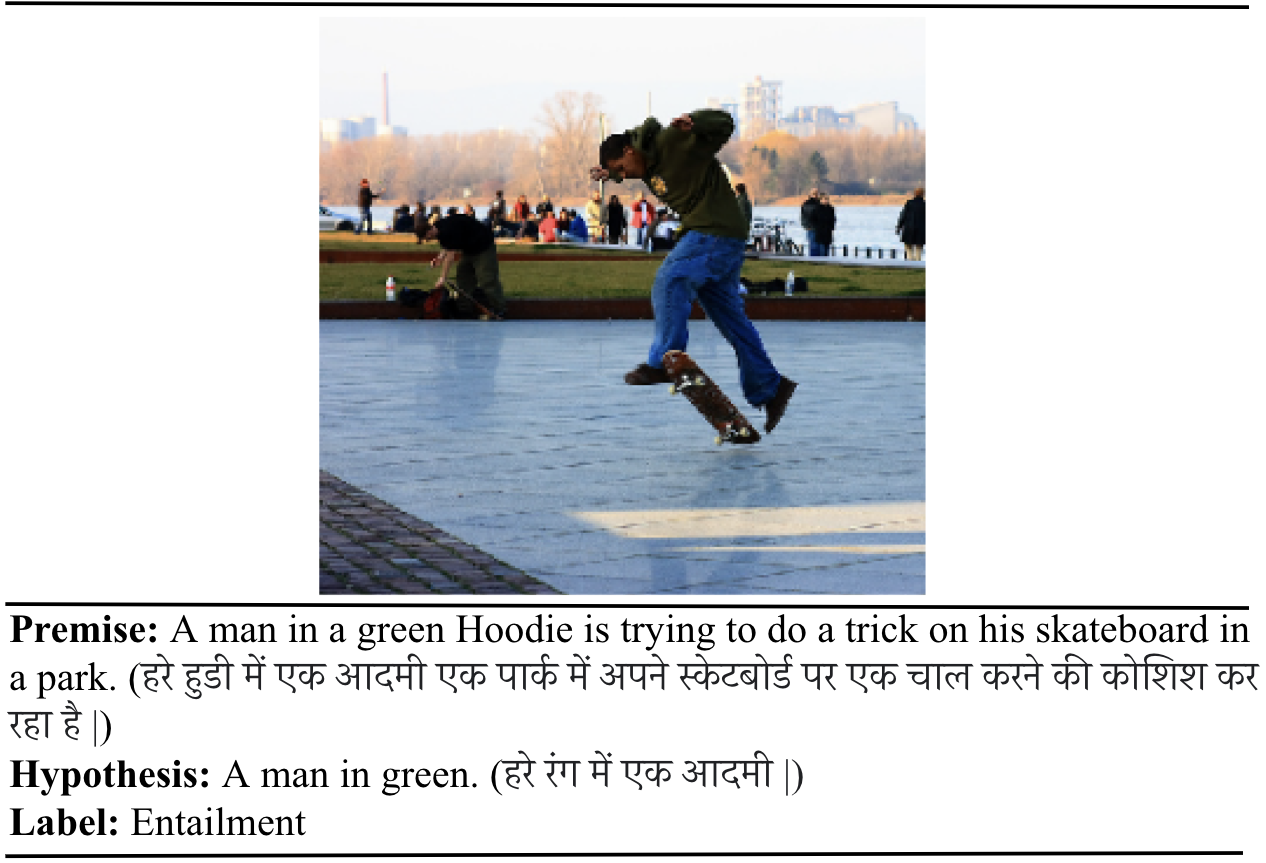 Premise: A man in a green Hoodie is trying to do a trick on his skateboard in
a park. (हरे हुडी में एक आदमी एक पार्क में अपने स्केटबोर्ड पर एक चाल करने की कोशिश कर
रहा है |)
Hypothesis: A man in green. (हरे रंग में एक आदमी |)
Label: Entailment